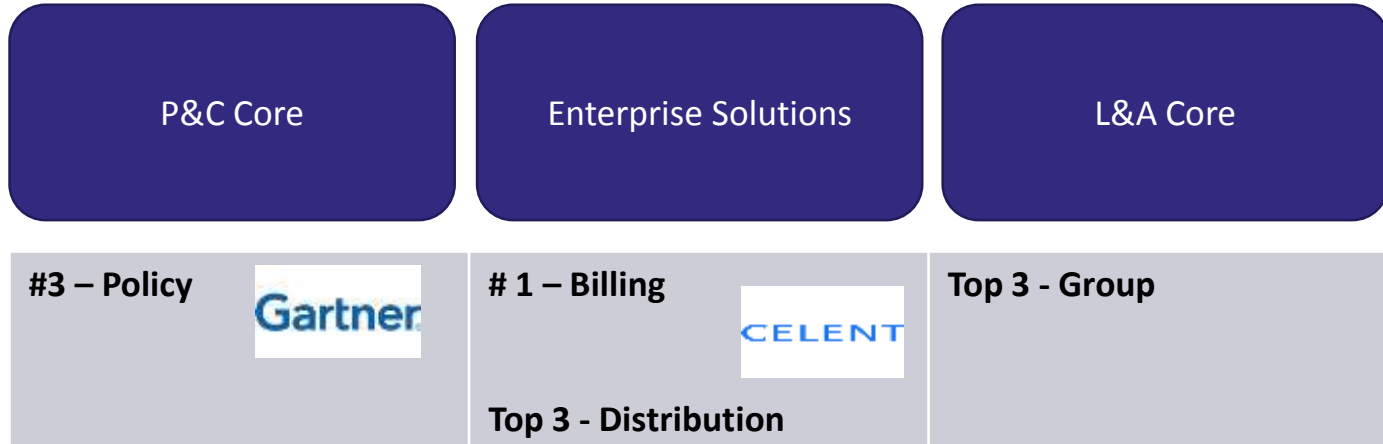 P&C Core
Enterprise Solutions
L&A Core
#3 – Policy
Gartner
# 1 – Billing
CELENT
Top 3 - Distribution
Top 3 - Group